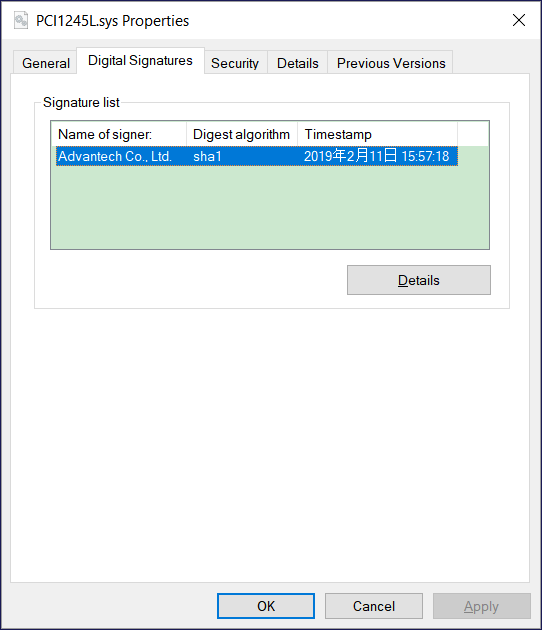 PCI1245L.sys Properties
General Digital Signatures Security Details Previous Versions
Signature list
Name of signer: Digest algorithm Timestamp
Advantech Co., Ltd. sha1 2019年2月11日 15:57:18
Details
OK Cancel Apply